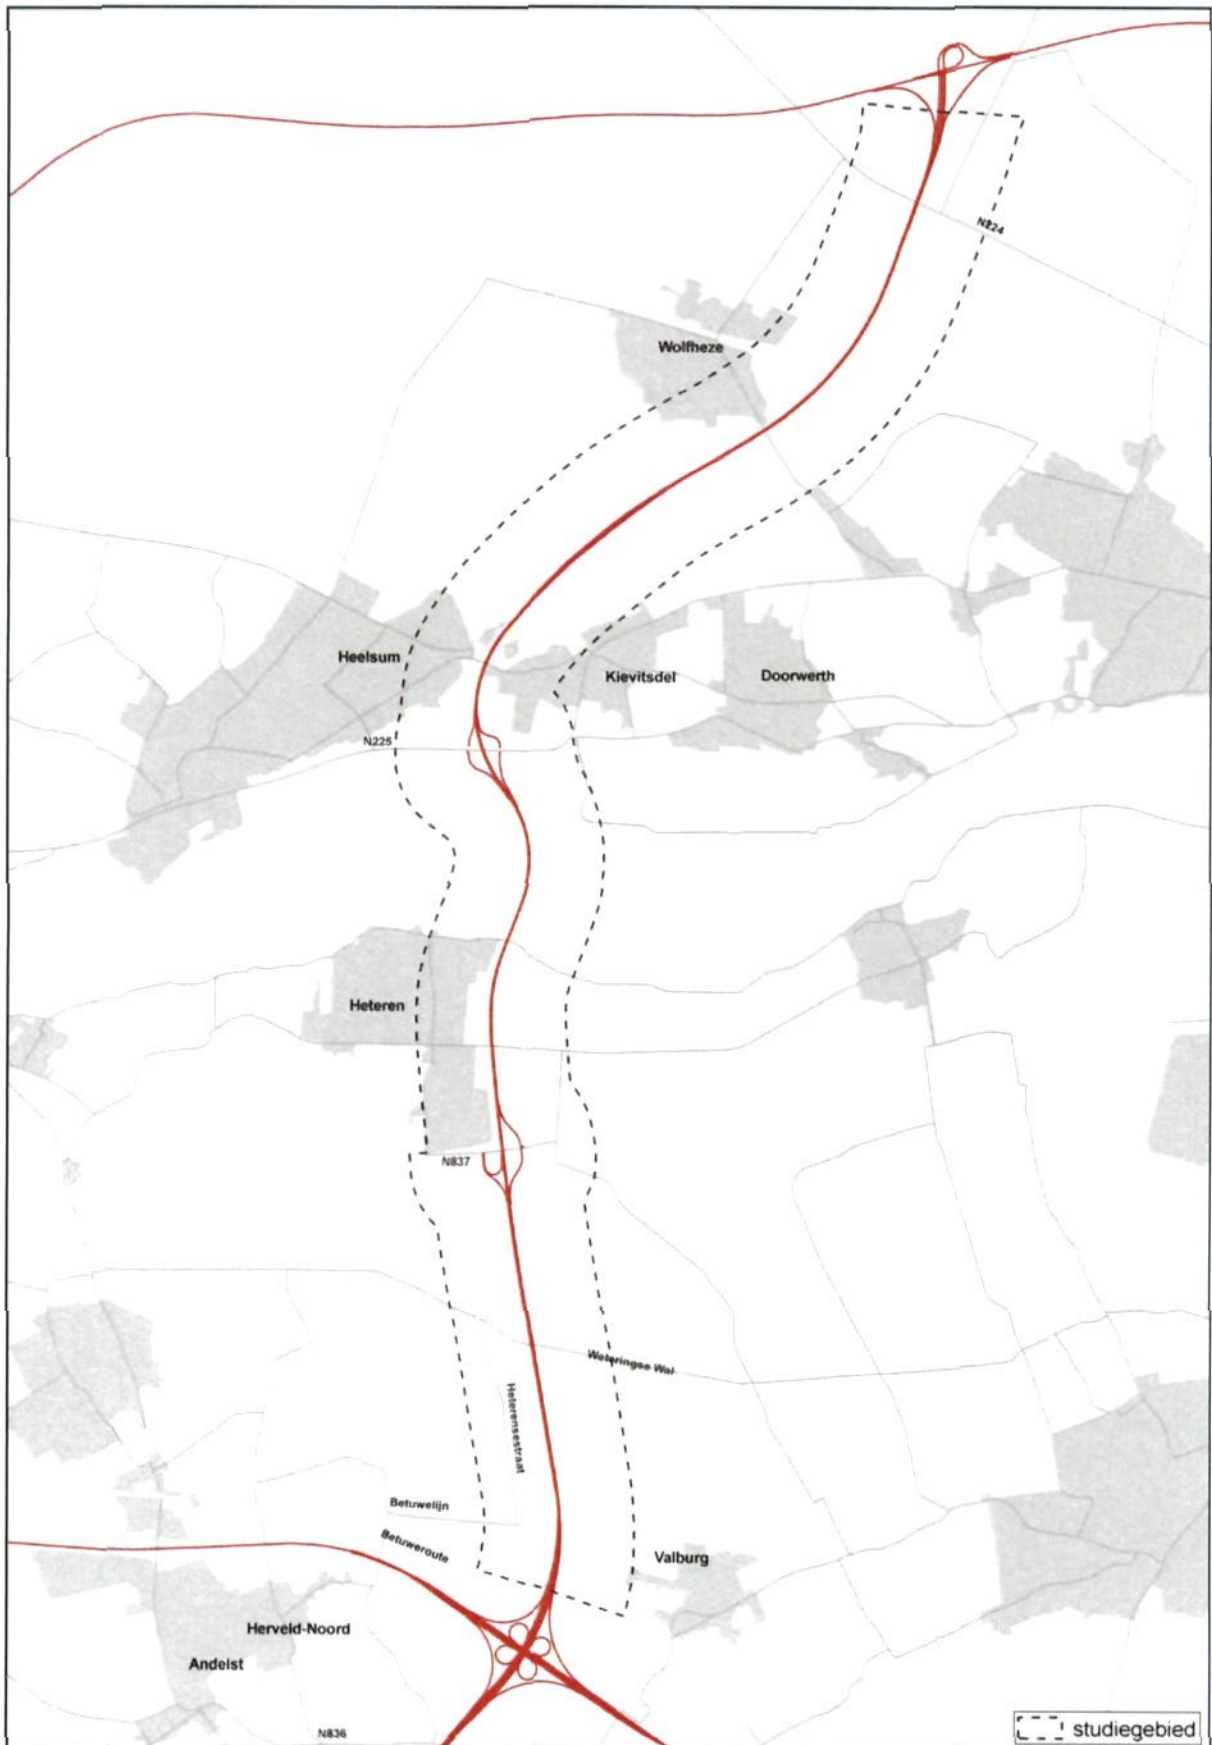 N224
Wolfheze
Heelsum
Kievitsdel
Doorwerth
N225
Heteren
N837
Weteringse Wal
Heterensestraat
Betuwelijn
Betuweroute
Valburg
Herveld-Noord
Andelst
N836
studiegebied